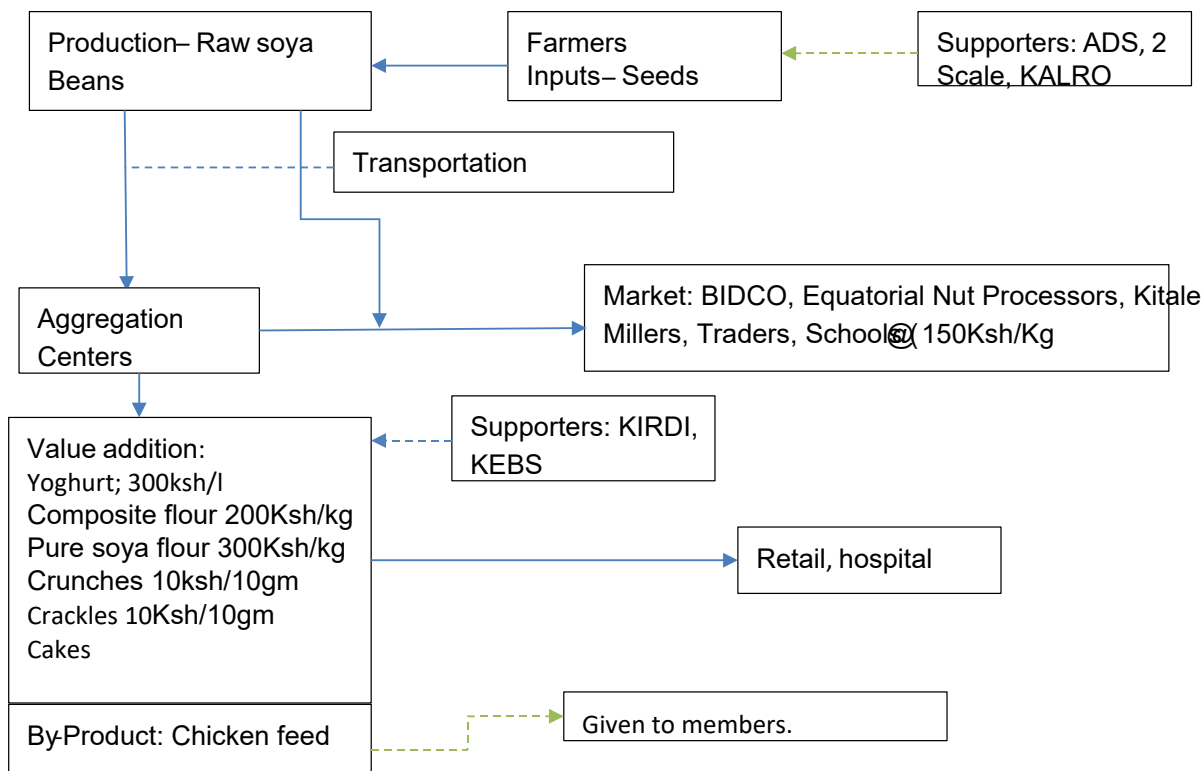 Production– Raw soya
Beans
Farmers
Inputs– Seeds
Supporters: ADS, 2
Scale, KALRO
Transportation
Aggregation
Centers
Market: BIDCO, Equatorial Nut Processors, Kitale
Millers, Traders, Schools@( 150Ksh/Kg
Value addition:
Yoghurt; 300ksh/l
Composite flour 200Ksh/kg
Pure soya flour 300Ksh/kg
Crunches 10ksh/10gm
Crackles 10Ksh/10gm
Cakes
Supporters: KIRDI,
KEBS
Retail, hospital
By-Product: Chicken feed
Given to members.